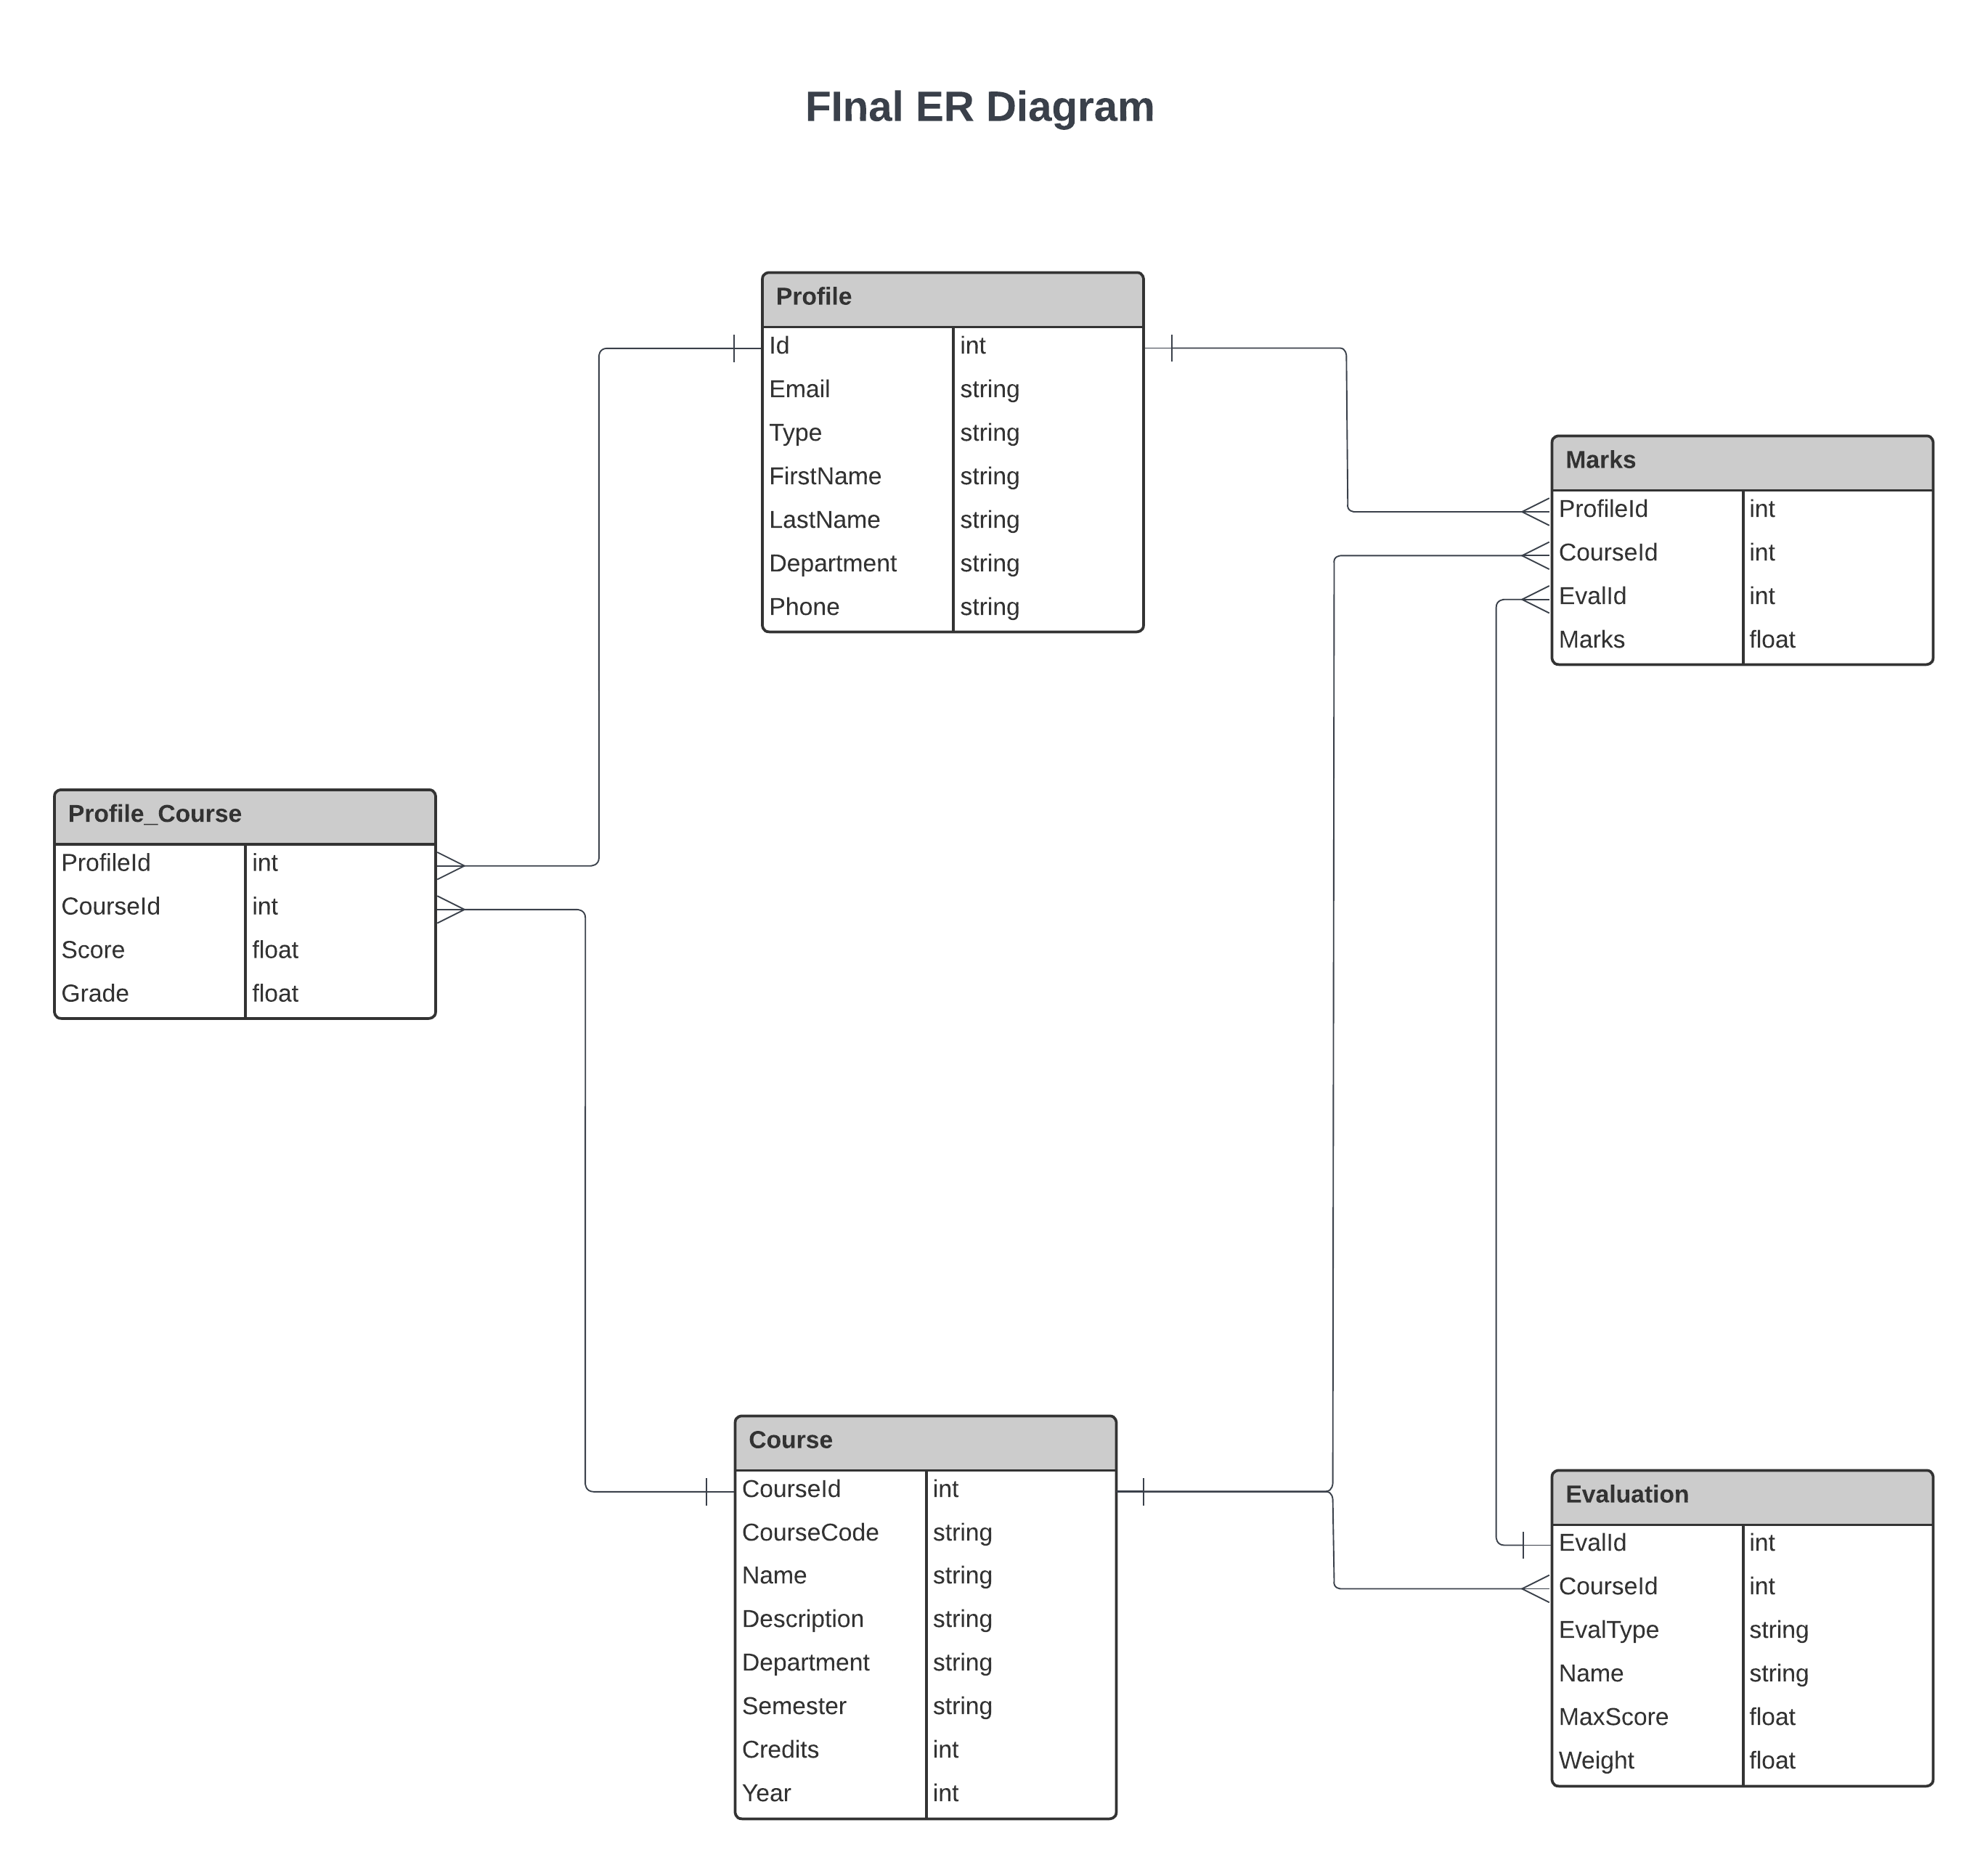 FInal ER Diagram
Profile
Id int
Email string
Type string
FirstName string
LastName string
Department string
Phone string
Marks
ProfileId int
CourseId int
EvalId int
Marks float
Profile_Course
ProfileId int
CourseId int
Score float
Grade float
Course
CourseId int
CourseCode string
Name string
Description string
Department string
Semester string
Credits int
Year int
Evaluation
EvalId int
CourseId int
EvalType string
Name string
MaxScore float
Weight float